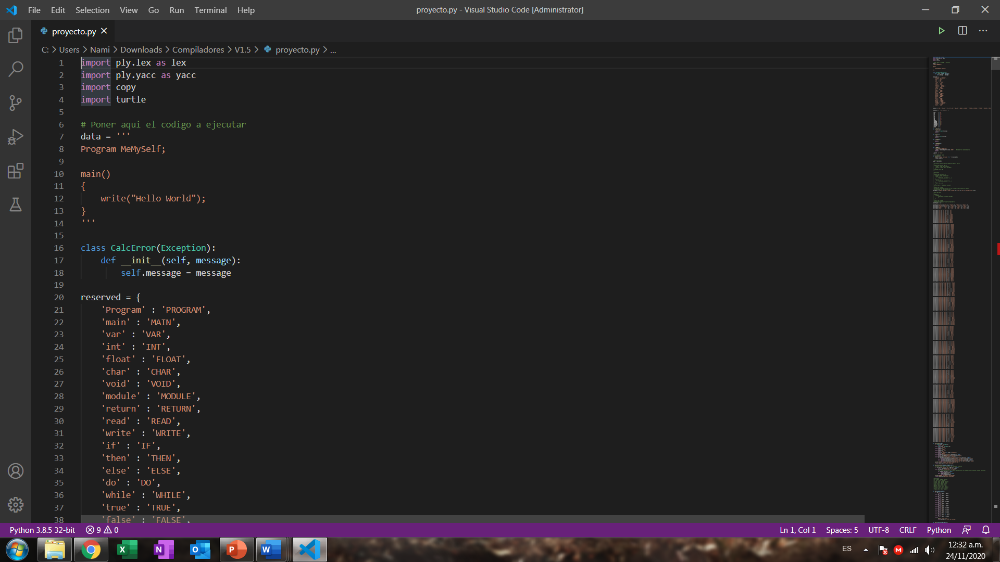 File Edit Selection View Go Run Terminal Help
proyecto.py - Visual Studio Code [Administrator]
proyecto.py
C: > Users > Nami > Downloads > Compiladores > V1.5 > proyecto.py > ...
1 import ply.lex as lex
2 import ply.yacc as yacc
3 import copy
4 import turtle
5
6 # Poner aqui el codigo a ejecutar
7 data = '''
8 Program MeMySelf;
9
10 main()
11 {
12 write("Hello World");
13 }
14 '''
15
16 class CalcError(Exception):
17 def __init__(self, message):
18 self.message = message
19
20 reserved = {
21 'Program' : 'PROGRAM',
22 'main' : 'MAIN',
23 'var' : 'VAR',
24 'int' : 'INT',
25 'float' : 'FLOAT',
26 'char' : 'CHAR',
27 'void' : 'VOID',
28 'module' : 'MODULE',
29 'return' : 'RETURN',
30 'read' : 'READ',
31 'write' : 'WRITE',
32 'if' : 'IF',
33 'then' : 'THEN',
34 'else' : 'ELSE',
35 'do' : 'DO',
36 'while' : 'WHILE',
37 'true' : 'TRUE',
38 'false' : 'FALSE',
Python 3.8.5 32-bit 9 0 Ln 1, Col 1 Spaces: 5 UTF-8 CRLF Python
ES
12:32 a.m.
24/11/2020